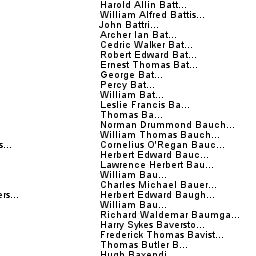 Harold Allin Batt...
William Alfred Battis...
John Battri...
Archer Ian Bat...
Cedric Walker Bat...
Robert Edward Bat...
Ernest Thomas Bat...
George Bat...
Percy Bat...
William Bat...
Leslie Francis Ba...
Thomas Ba...
Norman Drummond Bauch...
William Thomas Bauch...
s...
Cornelius O'Regan Bauc...
Herbert Edward Bauc...
Lawrence Herbert Bau...
William Bau...
Charles Michael Bauer...
ers...
Herbert Edward Baugh...
William Bau...
Richard Waldemar Baumga...
Harry Sykes Baversto...
Frederick Thomas Bavist...
Thomas Butler B...
Hugh Baxendi